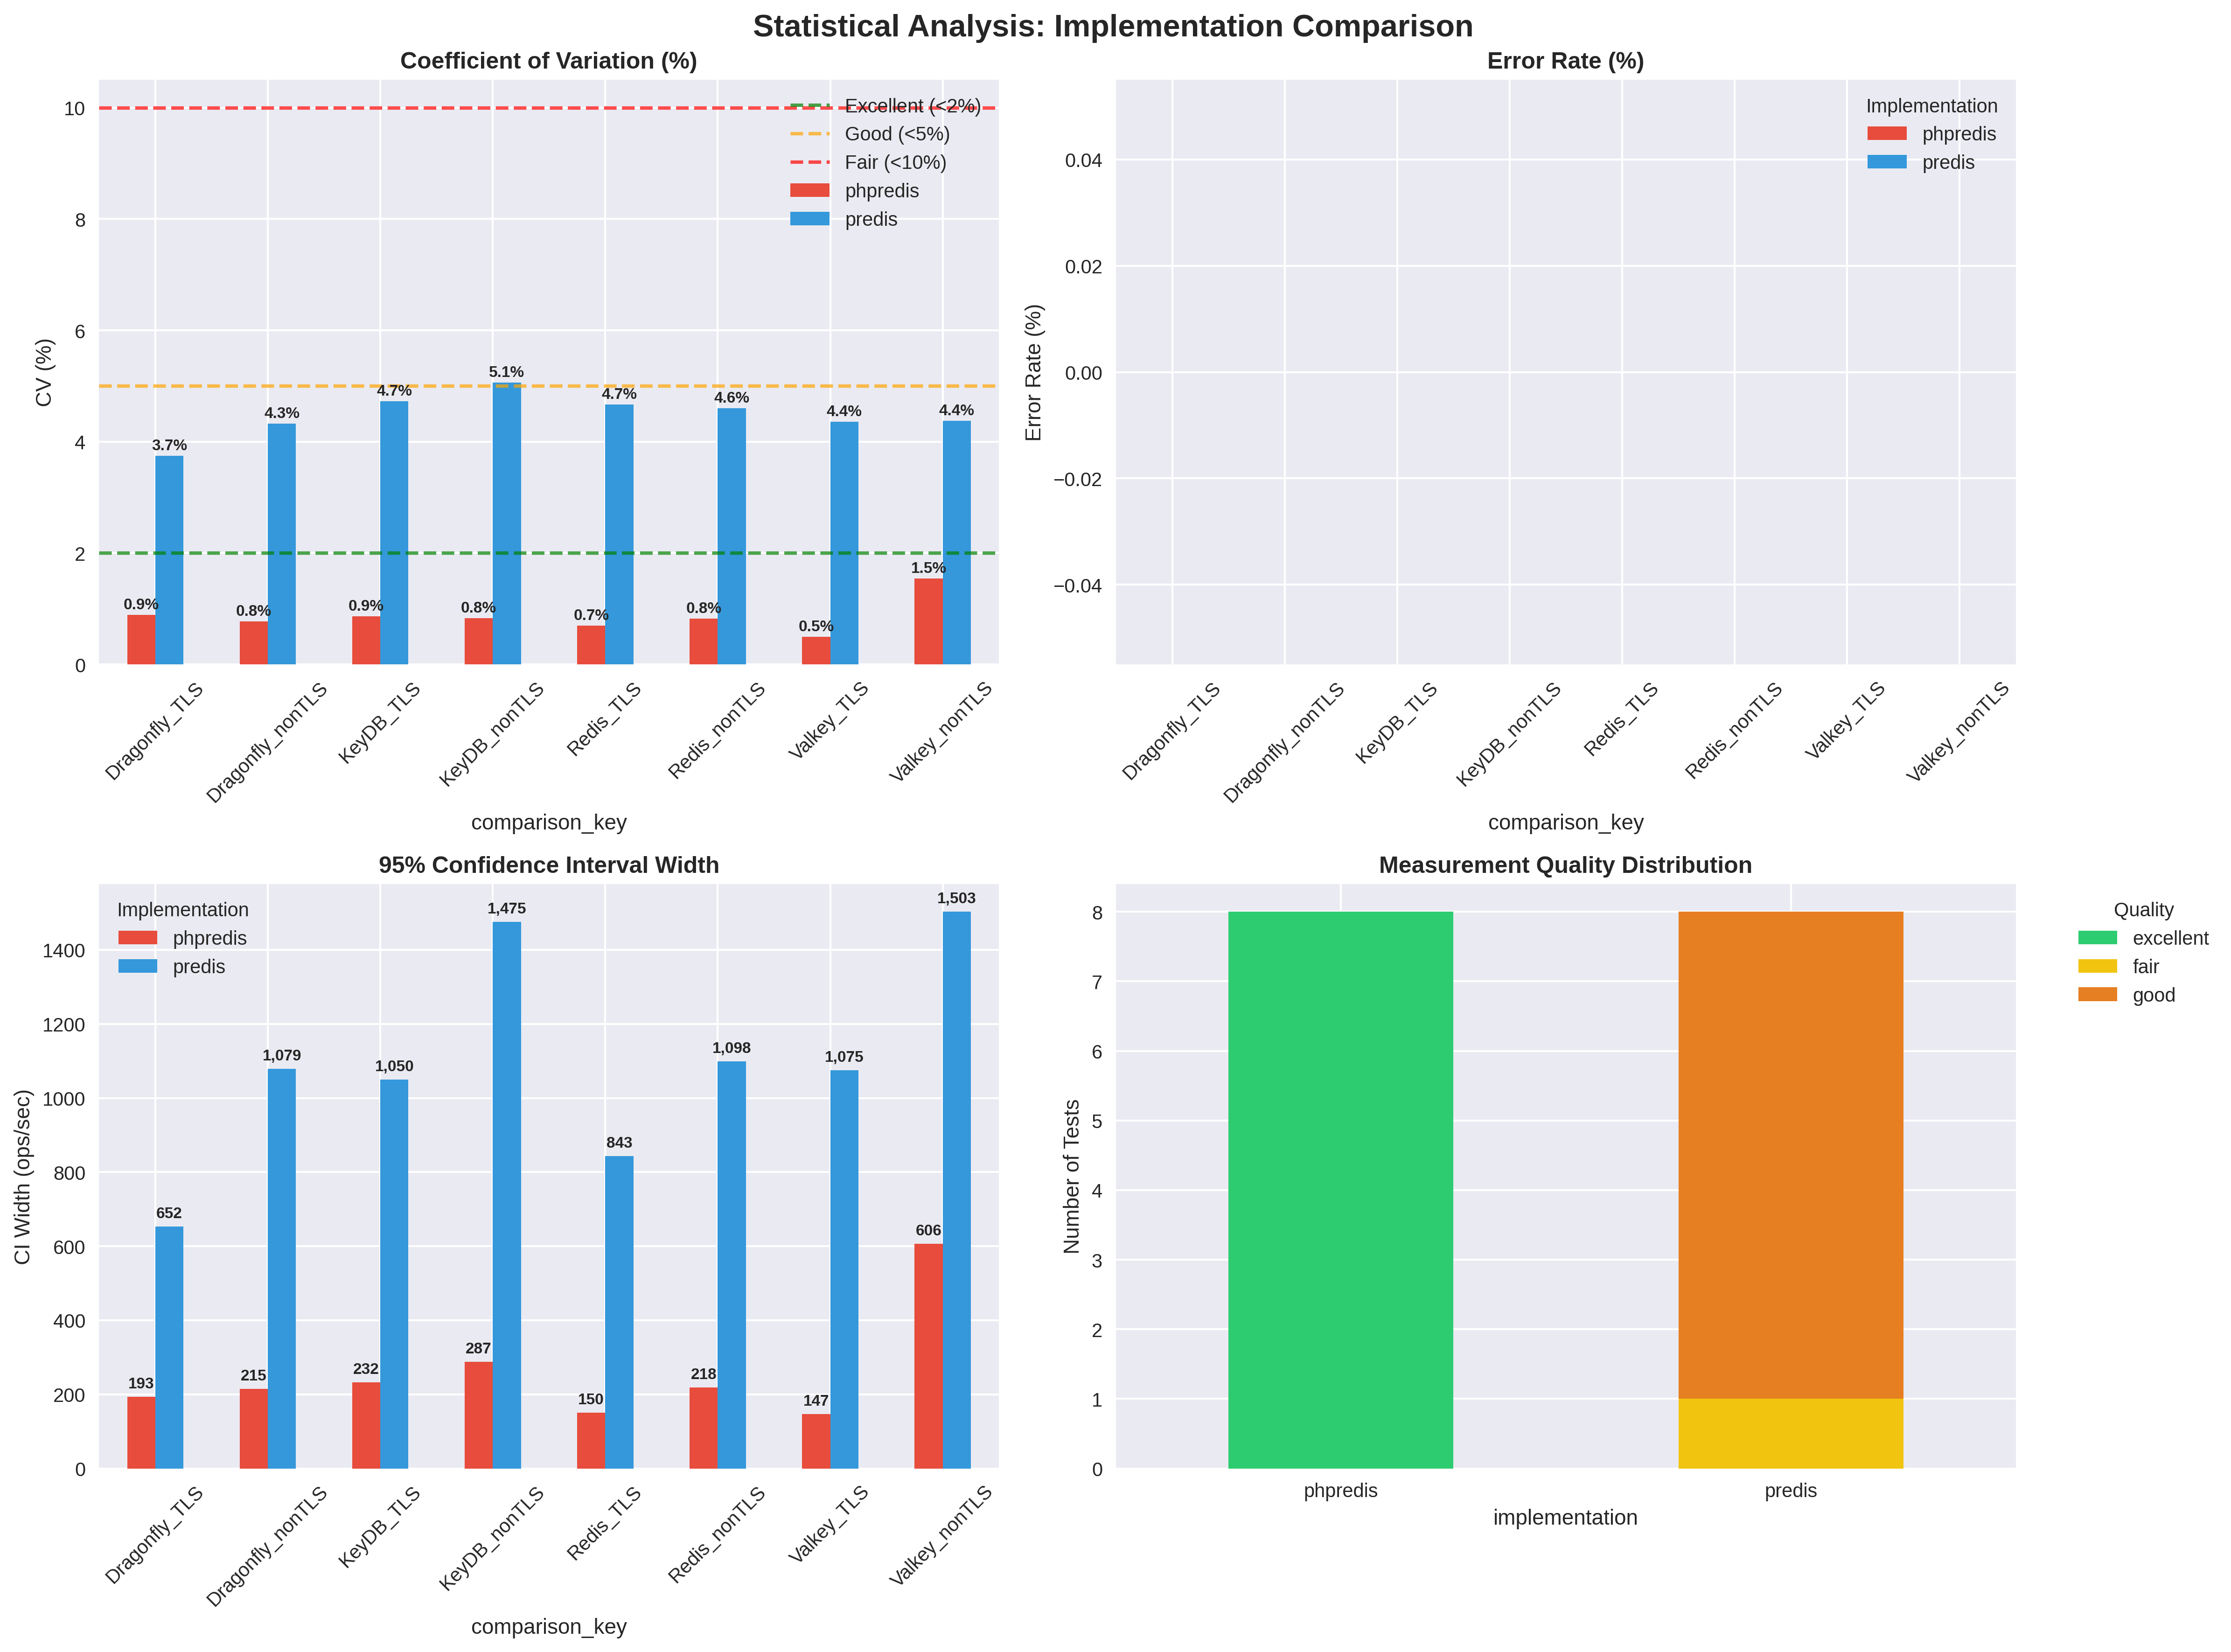 Statistical Analysis: Implementation Comparison
Coefficient of Variation (%)
CV (%)
10
8
6
4
2
0
Excellent (<2%)
Good (<5%)
Fair (<10%)
phpredis
predis
0.9%
3.7%
0.8%
4.3%
0.9%
4.7%
0.8%
5.1%
0.7%
4.7%
0.8%
4.6%
0.5%
4.4%
1.5%
4.4%
Dragonfly_TLS
Dragonfly_nonTLS
KeyDB_TLS
KeyDB_nonTLS
Redis_TLS
Redis_nonTLS
Valkey_TLS
Valkey_nonTLS
comparison_key
Error Rate (%)
Error Rate (%)
0.04
0.02
0.00
−0.02
−0.04
Implementation
phpredis
predis
Dragonfly_TLS
Dragonfly_nonTLS
KeyDB_TLS
KeyDB_nonTLS
Redis_TLS
Redis_nonTLS
Valkey_TLS
Valkey_nonTLS
comparison_key
95% Confidence Interval Width
CI Width (ops/sec)
1400
1200
1000
800
600
400
200
0
Implementation
phpredis
predis
193
652
215
1,079
232
1,050
287
1,475
150
843
218
1,098
147
1,075
606
1,503
Dragonfly_TLS
Dragonfly_nonTLS
KeyDB_TLS
KeyDB_nonTLS
Redis_TLS
Redis_nonTLS
Valkey_TLS
Valkey_nonTLS
comparison_key
Measurement Quality Distribution
Number of Tests
8
7
6
5
4
3
2
1
0
phpredis
predis
implementation
Quality
excellent
fair
good